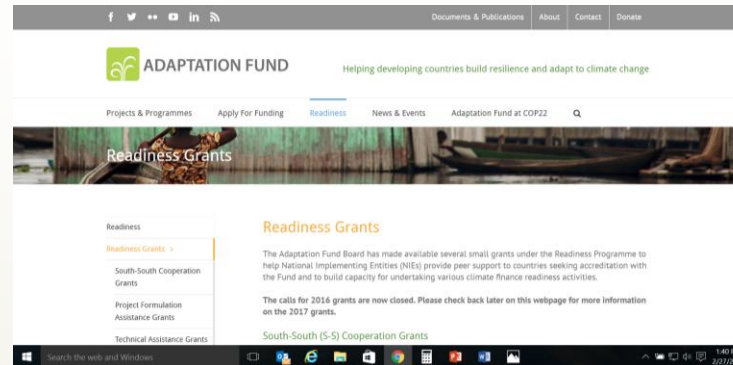 Documents & Publications About Contact Donate
ADAPTATION FUND
Helping developing countries build resilience and adapt to climate change
Projects & Programmes Apply For Funding Readiness News & Events Adaptation Fund at COP22
Readiness Grants
Readiness
Readiness Grants
South-South Cooperation
Grants
Project Formulation
Assistance Grants
Technical Assistance Grants
Readiness Grants
The Adaptation Fund Board has made available several small grants under the Readiness Programme to
help National Implementing Entities (NIEs) provide peer support to countries seeking accreditation with
the Fund and to build capacity for undertaking various climate finance readiness activities.
The calls for 2016 grants are now closed. Please check back later on this webpage for more information
on the 2017 grants.
South-South (S-S) Cooperation Grants
Search the web and Windows
1:40